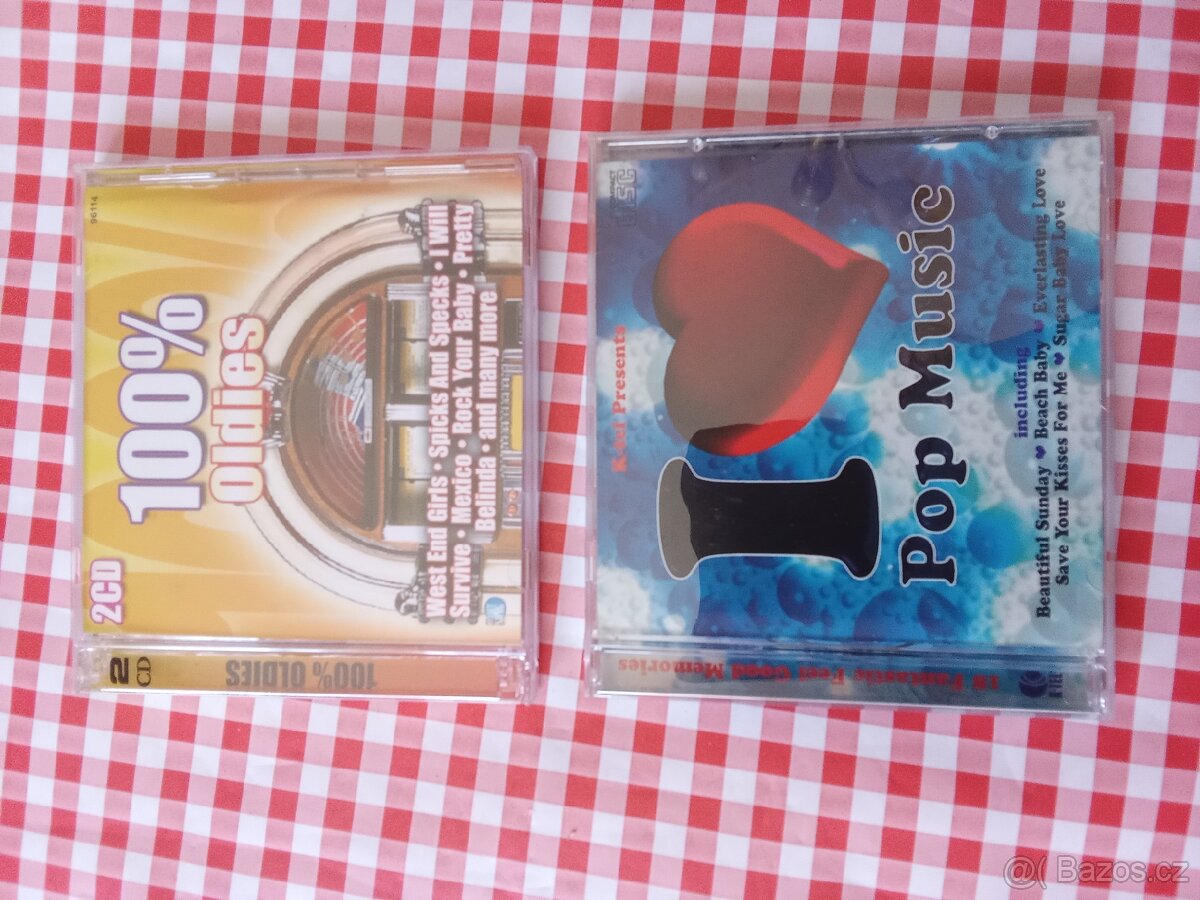 96114
100%
Oldies
2CD
West End Girls • Spicks And Specks • I Will
Survive • Mexico • Rock Your Baby • Pretty
Belinda • and many more
2
CD
100% OLDIES
COMPACT
K-tel Presents
I
Pop Music
including
Beautiful Sunday ♥ Beach Baby ♥ Everlasting Love
Save Your Kisses For Me ♥ Sugar Baby Love
18 Fantastic Feel Good Memories
Bazos.cz